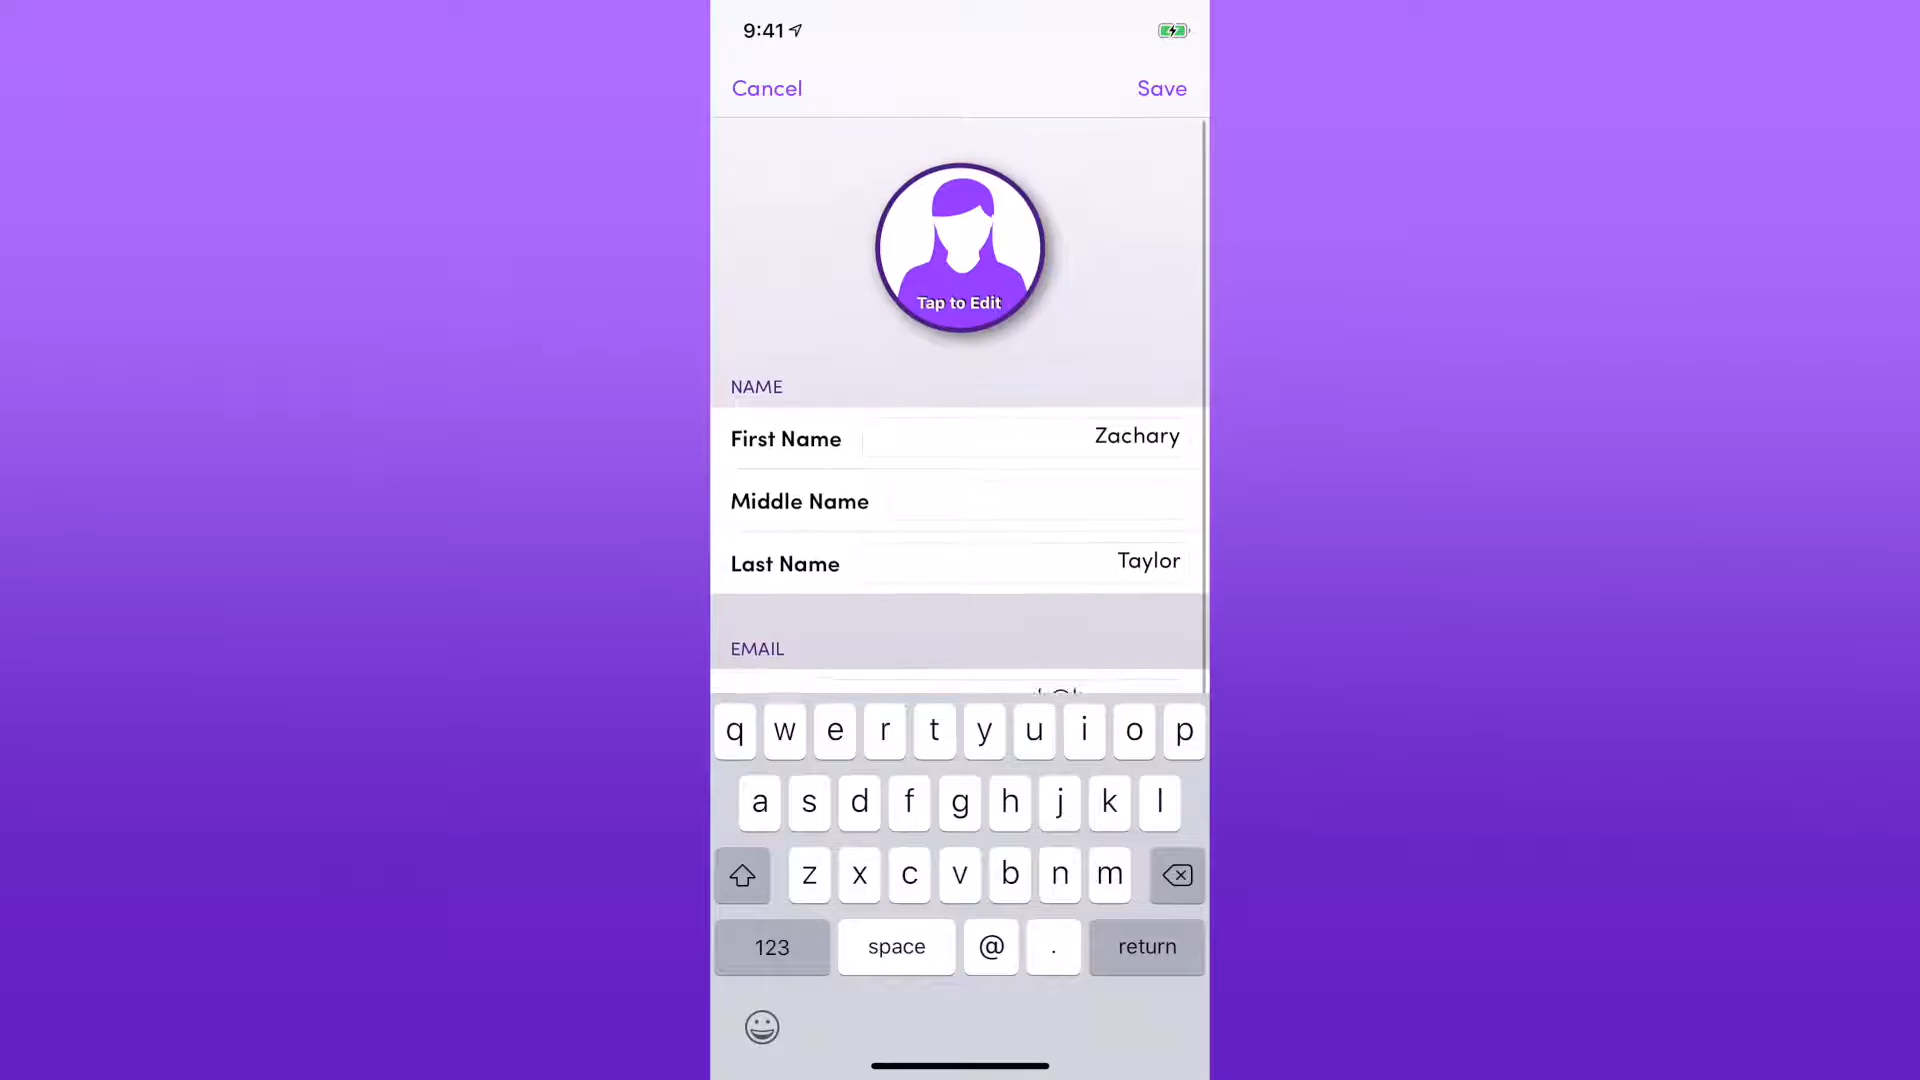 9:41
Cancel
Save
Tap to Edit
NAME
First Name
Zachary
Middle Name
Last Name
Taylor
EMAIL
q w e r t y u i o p
a s d f g h j k l
z x c v b n m
123 space @ . return